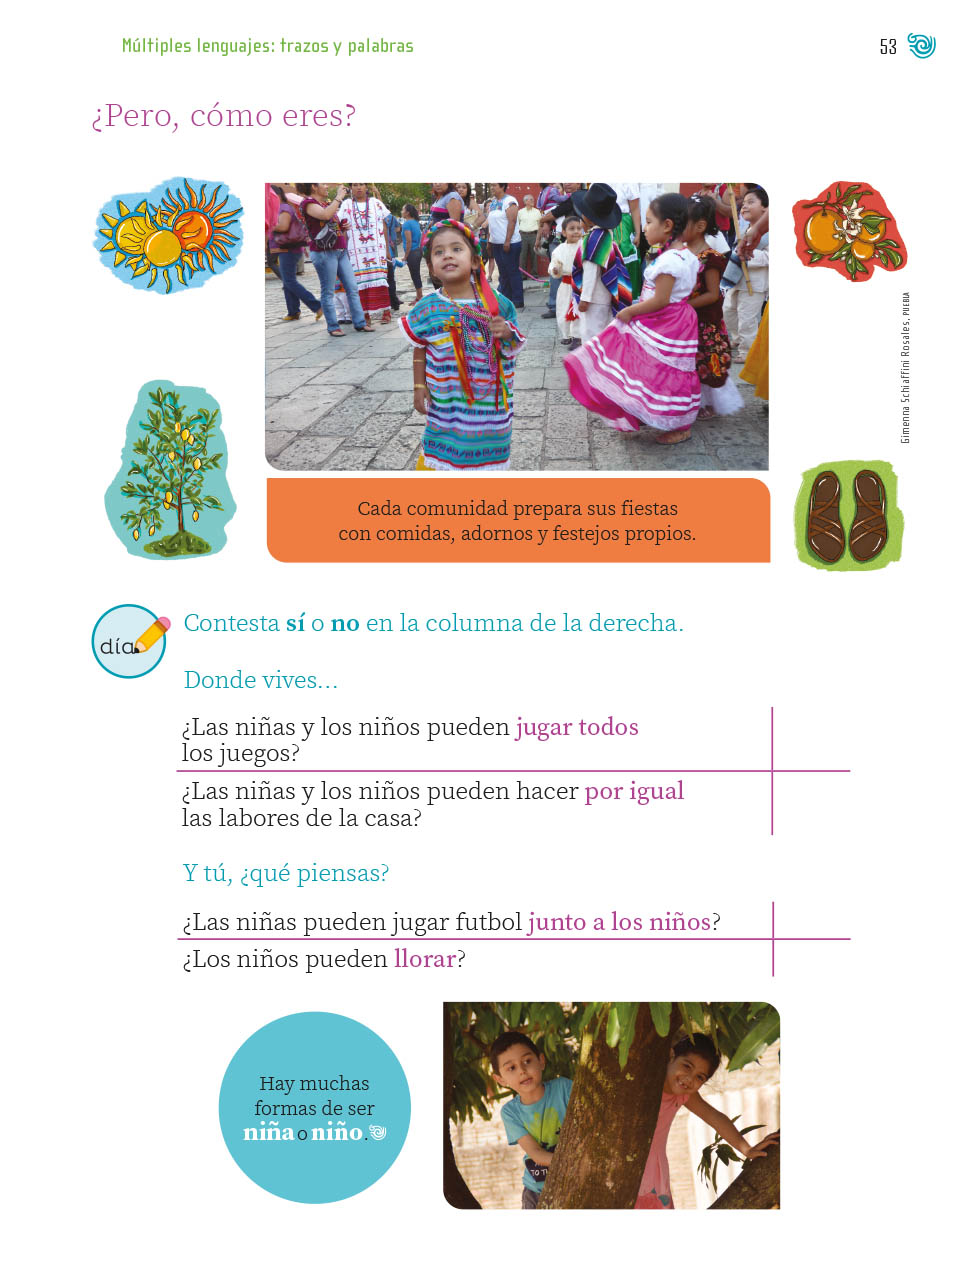 Múltiples lenguajes: trazos y palabras
53
¿Pero, cómo eres?
Gimenna Schiaffini Rosales, PUEBLA
Cada comunidad prepara sus fiestas
con comidas, adornos y festejos propios.
día
Contesta sí o no en la columna de la derecha.
Donde vives...
¿Las niñas y los niños pueden jugar todos
los juegos?
¿Las niñas y los niños pueden hacer por igual
las labores de la casa?
Y tú, ¿qué piensas?
¿Las niñas pueden jugar futbol junto a los niños?
¿Los niños pueden llorar?
Hay muchas
formas de ser
niña o niño.
TO TI